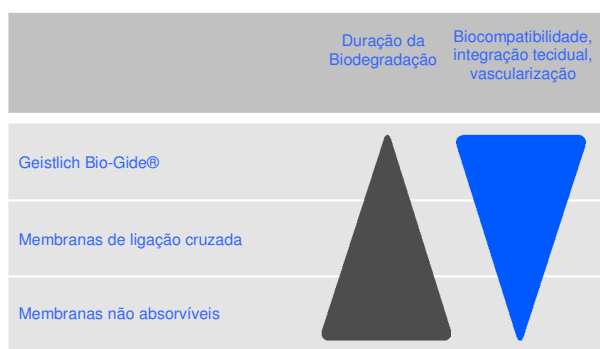 Duração da
Biodegradação
Biocompatibilidade,
integração tecidual,
vascularização
Geistlich Bio-Gide®
Membranas de ligação cruzada
Membranas não absorvíveis